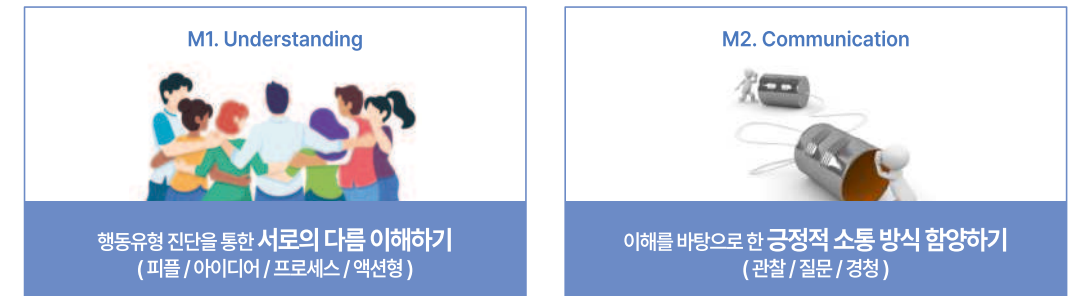 M1. Understanding
행동유형 진단을 통한 서로의 다름 이해하기
( 피플 / 아이디어 / 프로세스 / 액션형 )
M2. Communication
이해를 바탕으로 한 긍정적 소통 방식 함양하기
( 관찰 / 질문 / 경청 )